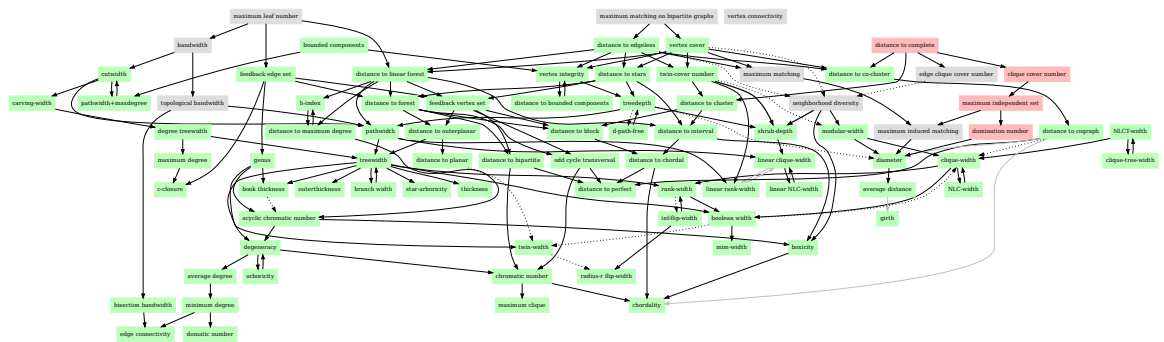 maximum leaf number
maximum matching on bipartite graphs
vertex connectivity
bandwidth
bounded components
distance to edgeless
vertex cover
distance to complete
cutwidth
feedback edge set
distance to linear forest
vertex integrity
distance to stars
twin-cover number
maximum matching
distance to co-cluster
edge clique cover number
clique cover number
carving-width
pathwidth+maxdegree
topological bandwidth
h-index
distance to forest
feedback vertex set
distance to bounded components
treedepth
distance to cluster
neighborhood diversity
maximum independent set
degree treewidth
distance to maximum degree
pathwidth
distance to outerplanar
distance to block
d-path-free
distance to interval
shrub-depth
modular-width
maximum induced matching
domination number
distance to cograph
NLCT-width
maximum degree
genus
treewidth
distance to planar
distance to bipartite
odd cycle transversal
distance to chordal
linear clique-width
diameter
clique-width
clique-tree-width
c-closure
book thickness
outerthickness
branch width
star-arboricity
thickness
distance to perfect
rank-width
linear rank-width
linear NLC-width
average distance
NLC-width
acyclic chromatic number
inf-flip-width
boolean width
girth
degeneracy
twin-width
mim-width
boxicity
average degree
arboricity
chromatic number
radius-r flip-width
bisection bandwidth
minimum degree
maximum clique
chordality
edge connectivity
domatic number